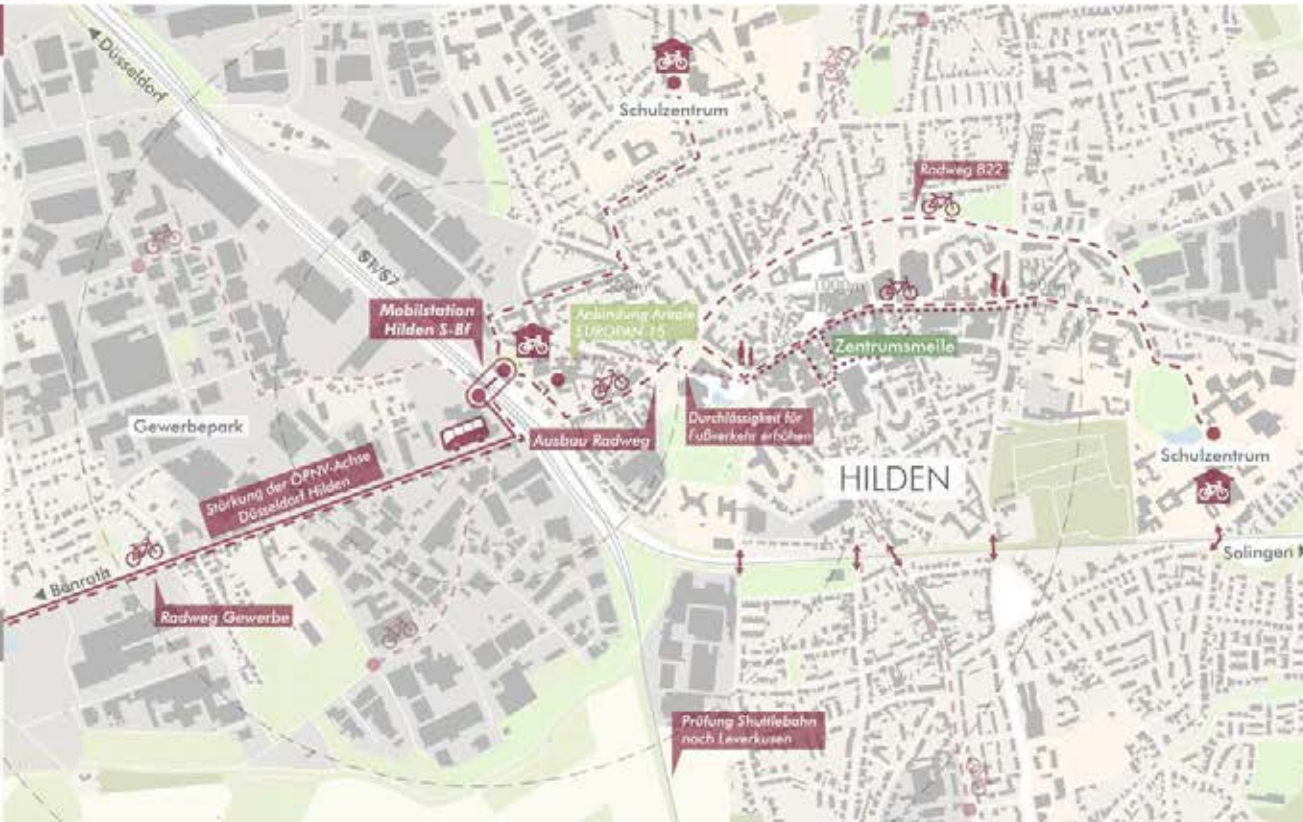 Düsseldorf
Schulzentrum
Radweg B22
S1/S7
Mobilstation
Hilden S-Bf
Anbindung Areale
EUROPAN 15
1000m
Zentrumsmeile
Gewerbepark
Ausbau Radweg
Durchlässigkeit für
Fußverkehr erhöhen
Stärkung der ÖPNV-Achse
Düsseldorf Hilden
HILDEN
Schulzentrum
Solingen
Benrath
Radweg Gewerbe
Prüfung Shuttlebahn
nach Leverkusen